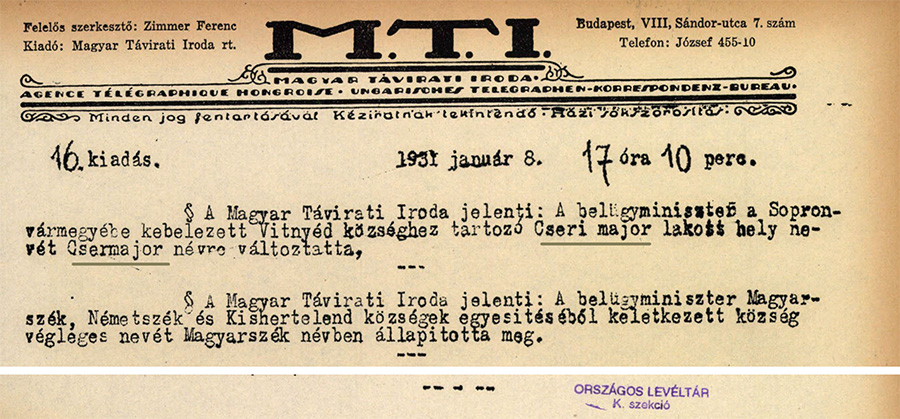 Felelős szerkesztő: Zimmer Ferenc
Kiadó: Magyar Távirati Iroda rt.
M.T.I.
Budapest, VIII, Sándor-utca 7. szám
Telefon: József 455-10
MAGYAR TÁVIRATI IRODA.
AGENCE TÉLÉGRAPHIQUE HONGROISE · UNGARISCHES TELEGRAPHEN-KORRESPONDENZ-BUREAU.
Minden jog fentartásával Kéziratnak tekintendő. Házi sokszorosítás.
16. kiadás. 1931 január 8. 17 óra 10 perc.
§ A Magyar Távirati Iroda jelenti: A belügyminiszter a Sopron-
vármegyébe kebelezett Vitnyéd községhez tartozó Cseri major lakott hely ne-
vét Csermajor névre változtatta,
---
§ A Magyar Távirati Iroda jelenti: A belügyminiszter Magyar-
szék, Németszék és Kishertelend községek egyesitéséből keletkezett község
végleges nevét Magyarszék névben állapitotta meg.
---
ORSZÁGOS LEVÉLTÁR
K. szekció